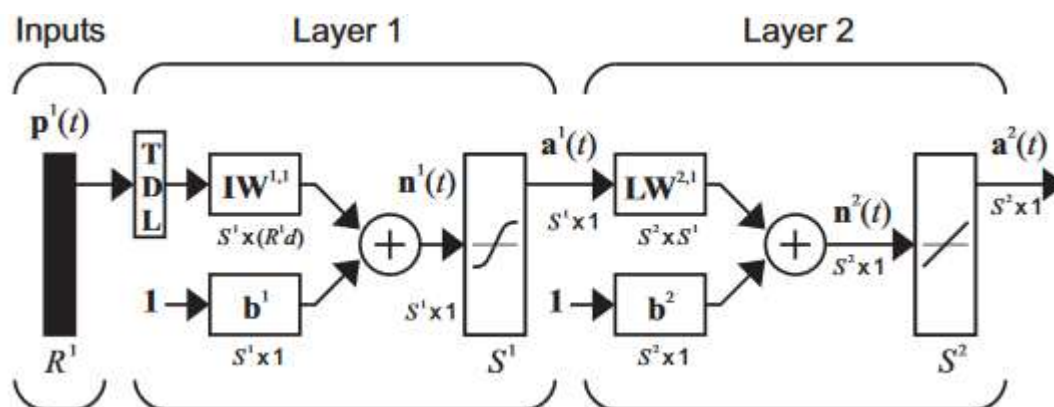 Inputs Layer 1 Layer 2
p¹(t) a¹(t) a²(t)
TDL IW¹,¹ n¹(t) LW²,¹ n²(t)
S¹x(R¹d) S¹x1 S²xS¹ S²x1 S²x1
1 b¹ S¹x1 1 b²
R¹ S¹x1 S¹ S²x1 S²